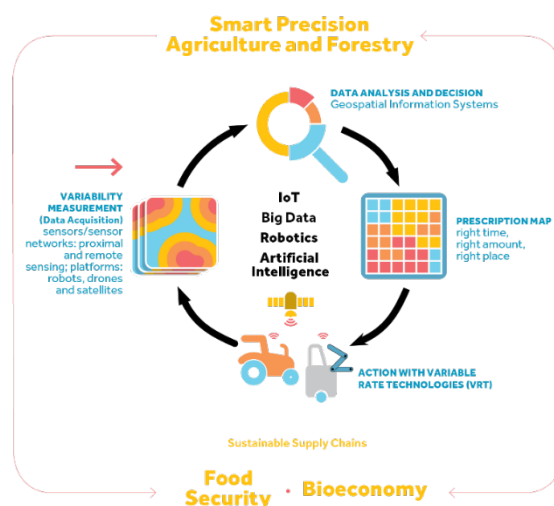 Smart Precision
Agriculture and Forestry
DATA ANALYSIS AND DECISION
Geospatial Information Systems
VARIABILITY
MEASUREMENT
(Data Acquisition)
sensors/sensor
networks: proximal
and remote
sensing; platforms:
robots, drones
and satellites
IoT
Big Data
Robotics
Artificial
Intelligence
PRESCRIPTION MAP
right time,
right amount,
right place
ACTION WITH VARIABLE
RATE TECHNOLOGIES (VRT)
Sustainable Supply Chains
Food
Security · Bioeconomy